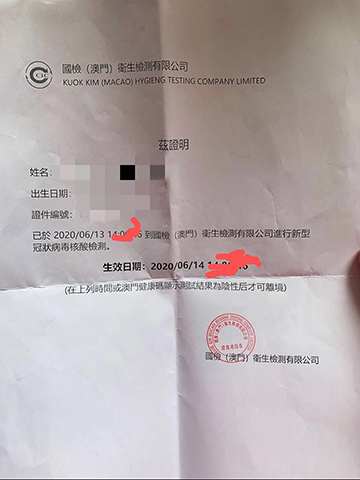 CTC
國檢（澳門）衛生檢測有限公司
KUOK KIM (MACAO) HYGIENG TESTING COMPANY LIMITED
茲證明
姓名：
出生日期：
證件編號：
已於 2020/06/13 14: 到國檢（澳門）衛生檢測有限公司進行新型
冠狀病毒核酸檢測。
生效日期：2020/06/14 14:
(在上列時間或澳門健康碼顯示測試結果為陰性后才可離境)
國檢（澳門）衛生檢測有限公司